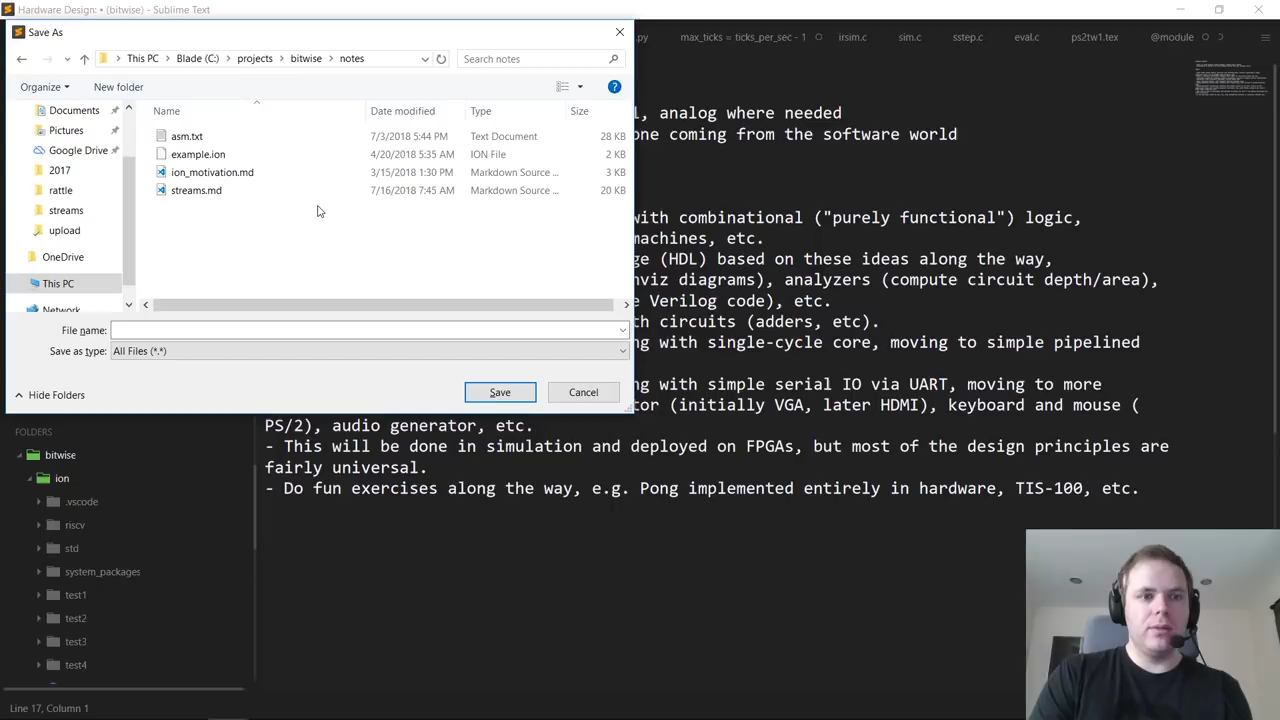 Hardware Design: • (bitwise) - Sublime Text
Save As
This PC
Blade (C:)
projects
bitwise
notes
Search notes
Organize
New folder
Name
Date modified
Type
Size
Documents
Pictures
Google Drive
2017
rattle
streams
upload
OneDrive
This PC
Network
asm.txt 7/3/2018 5:44 PM Text Document 28 KB
example.ion 4/20/2018 5:35 AM ION File 2 KB
ion_motivation.md 3/15/2018 1:30 PM Markdown Source ... 3 KB
streams.md 7/16/2018 7:45 AM Markdown Source ... 20 KB
File name:
Save as type: All Files (*.*)
Hide Folders
Save
Cancel
.py
max_ticks = ticks_per_sec - 1
irsim.c
sim.c
sstep.c
eval.c
ps2tw1.tex
@module
l, analog where needed
one coming from the software world
with combinational ("purely functional") logic,
machines, etc.
ge (HDL) based on these ideas along the way,
viz diagrams), analyzers (compute circuit depth/area),
e Verilog code), etc.
th circuits (adders, etc).
ng with single-cycle core, moving to simple pipelined
ng with simple serial IO via UART, moving to more
tor (initially VGA, later HDMI), keyboard and mouse (
PS/2), audio generator, etc.
- This will be done in simulation and deployed on FPGAs, but most of the design principles are
fairly universal.
- Do fun exercises along the way, e.g. Pong implemented entirely in hardware, TIS-100, etc.
FOLDERS
bitwise
ion
.vscode
riscv
std
system_packages
test1
test2
test3
test4
Line 17, Column 1